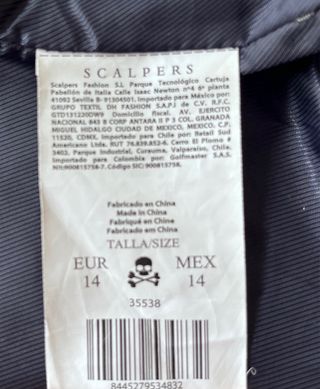 SCALPERS
Scalpers Fashion S.L Parque Tecnológico Cartuja
Pabellón de Italia Calle Isaac Newton nº4 6ª planta
41092 Sevilla B- 91304501. Importado para México por:
GRUPO TEXTIL DH FASHION S.A.P.I de C.V. R.F.C.
GTD131220DW9 Domicilio fiscal. AV. EJERCITO
NACIONAL 843 B CORP ANTARA II P 3 COL. GRANADA
MIGUEL HIDALGO CIUDAD DE MEXICO, MEXICO. C.P.
11520, CDMX. Importado para Chile por: Retail Sud
Americano Ltda. RUT 76.839.852-6. Cerro El Plomo #
3403, Parque Industrial, Curauma, Valparaíso, Chile.
Importado para Colombia por: Golfmaster S.A.S.
Nit:900815758-7. Código SIC: 900815758.
Fabricado en China
Made in China
Fabriqué en China
Fabricado em China
TALLA/SIZE
EUR MEX
14 14
35538
8445279534832